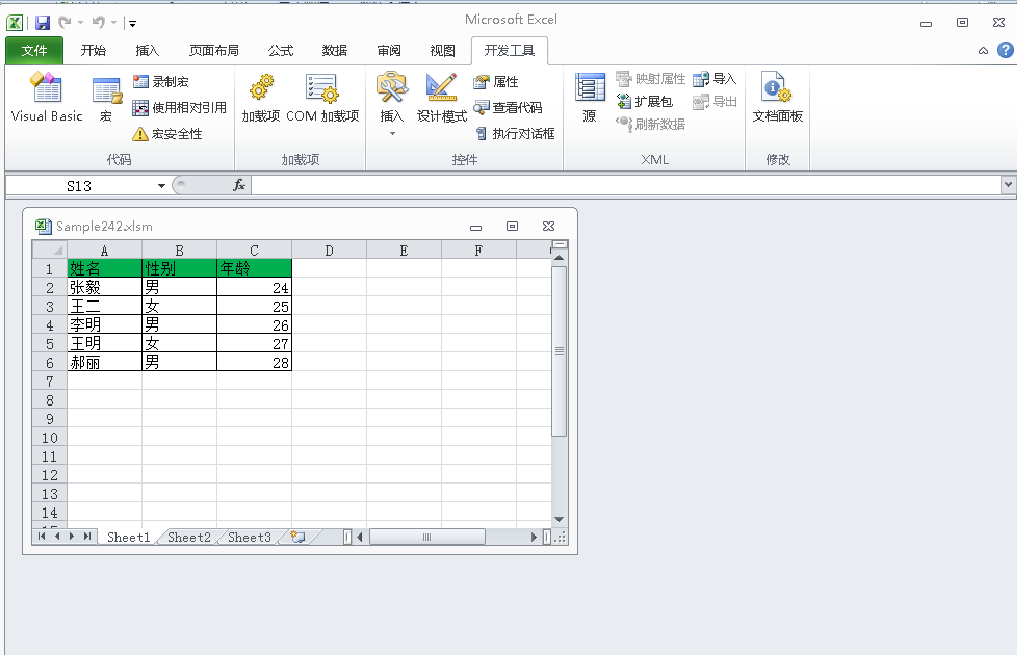 Microsoft Excel
文件 开始 插入 页面布局 公式 数据 审阅 视图 开发工具
Visual Basic 宏 录制宏 使用相对引用 宏安全性
加载项 COM 加载项
插入 设计模式 属性 查看代码 执行对话框
源 映射属性 扩展包 刷新数据 导入 导出
文档面板
代码 加载项 控件 XML 修改
S13 fx
Sample242.xlsm
A B C D E F
1 姓名 性别 年龄
2 张毅 男 24
3 王二 女 25
4 李明 男 26
5 王明 女 27
6 郝丽 男 28
7
8
9
10
11
12
13
14
Sheet1 Sheet2 Sheet3